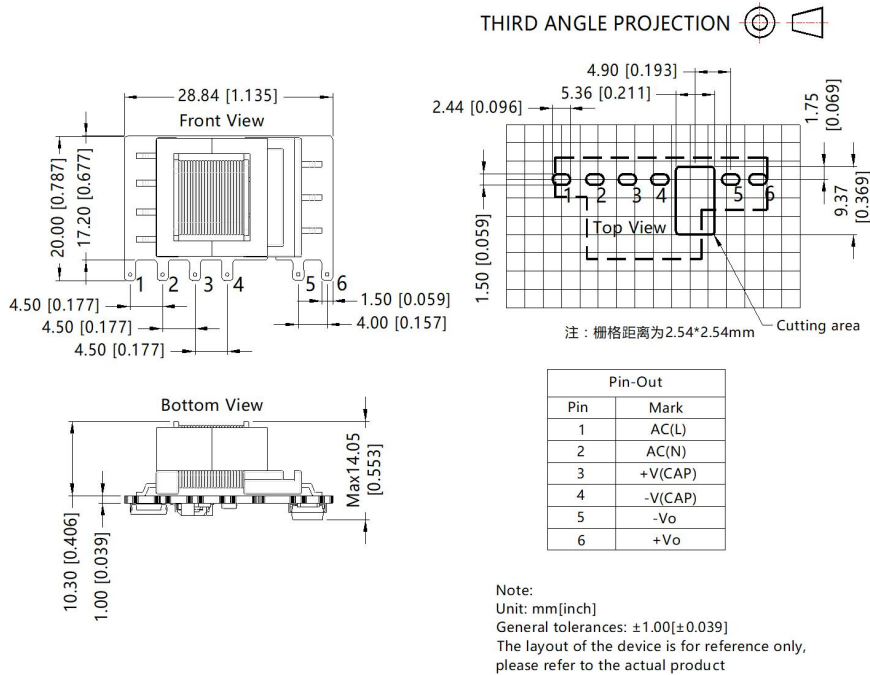 THIRD ANGLE PROJECTION
28.84 [1.135]
Front View
20.00 [0.787]
17.20 [0.677]
1
2
3
4
5
6
4.50 [0.177]
4.50 [0.177]
4.50 [0.177]
1.50 [0.059]
4.00 [0.157]
4.90 [0.193]
5.36 [0.211]
2.44 [0.096]
1.75
[0.069]
1
2
3
4
5
6
Top View
9.37
[0.369]
1.50 [0.059]
注：栅格距离为2.54*2.54mm
Cutting area
Bottom View
Max14.05
[0.553]
10.30 [0.406]
1.00 [0.039]
Pin-Out
Pin Mark
1 AC(L)
2 AC(N)
3 +V(CAP)
4 -V(CAP)
5 -Vo
6 +Vo
Note:
Unit: mm[inch]
General tolerances: ±1.00[±0.039]
The layout of the device is for reference only,
please refer to the actual product